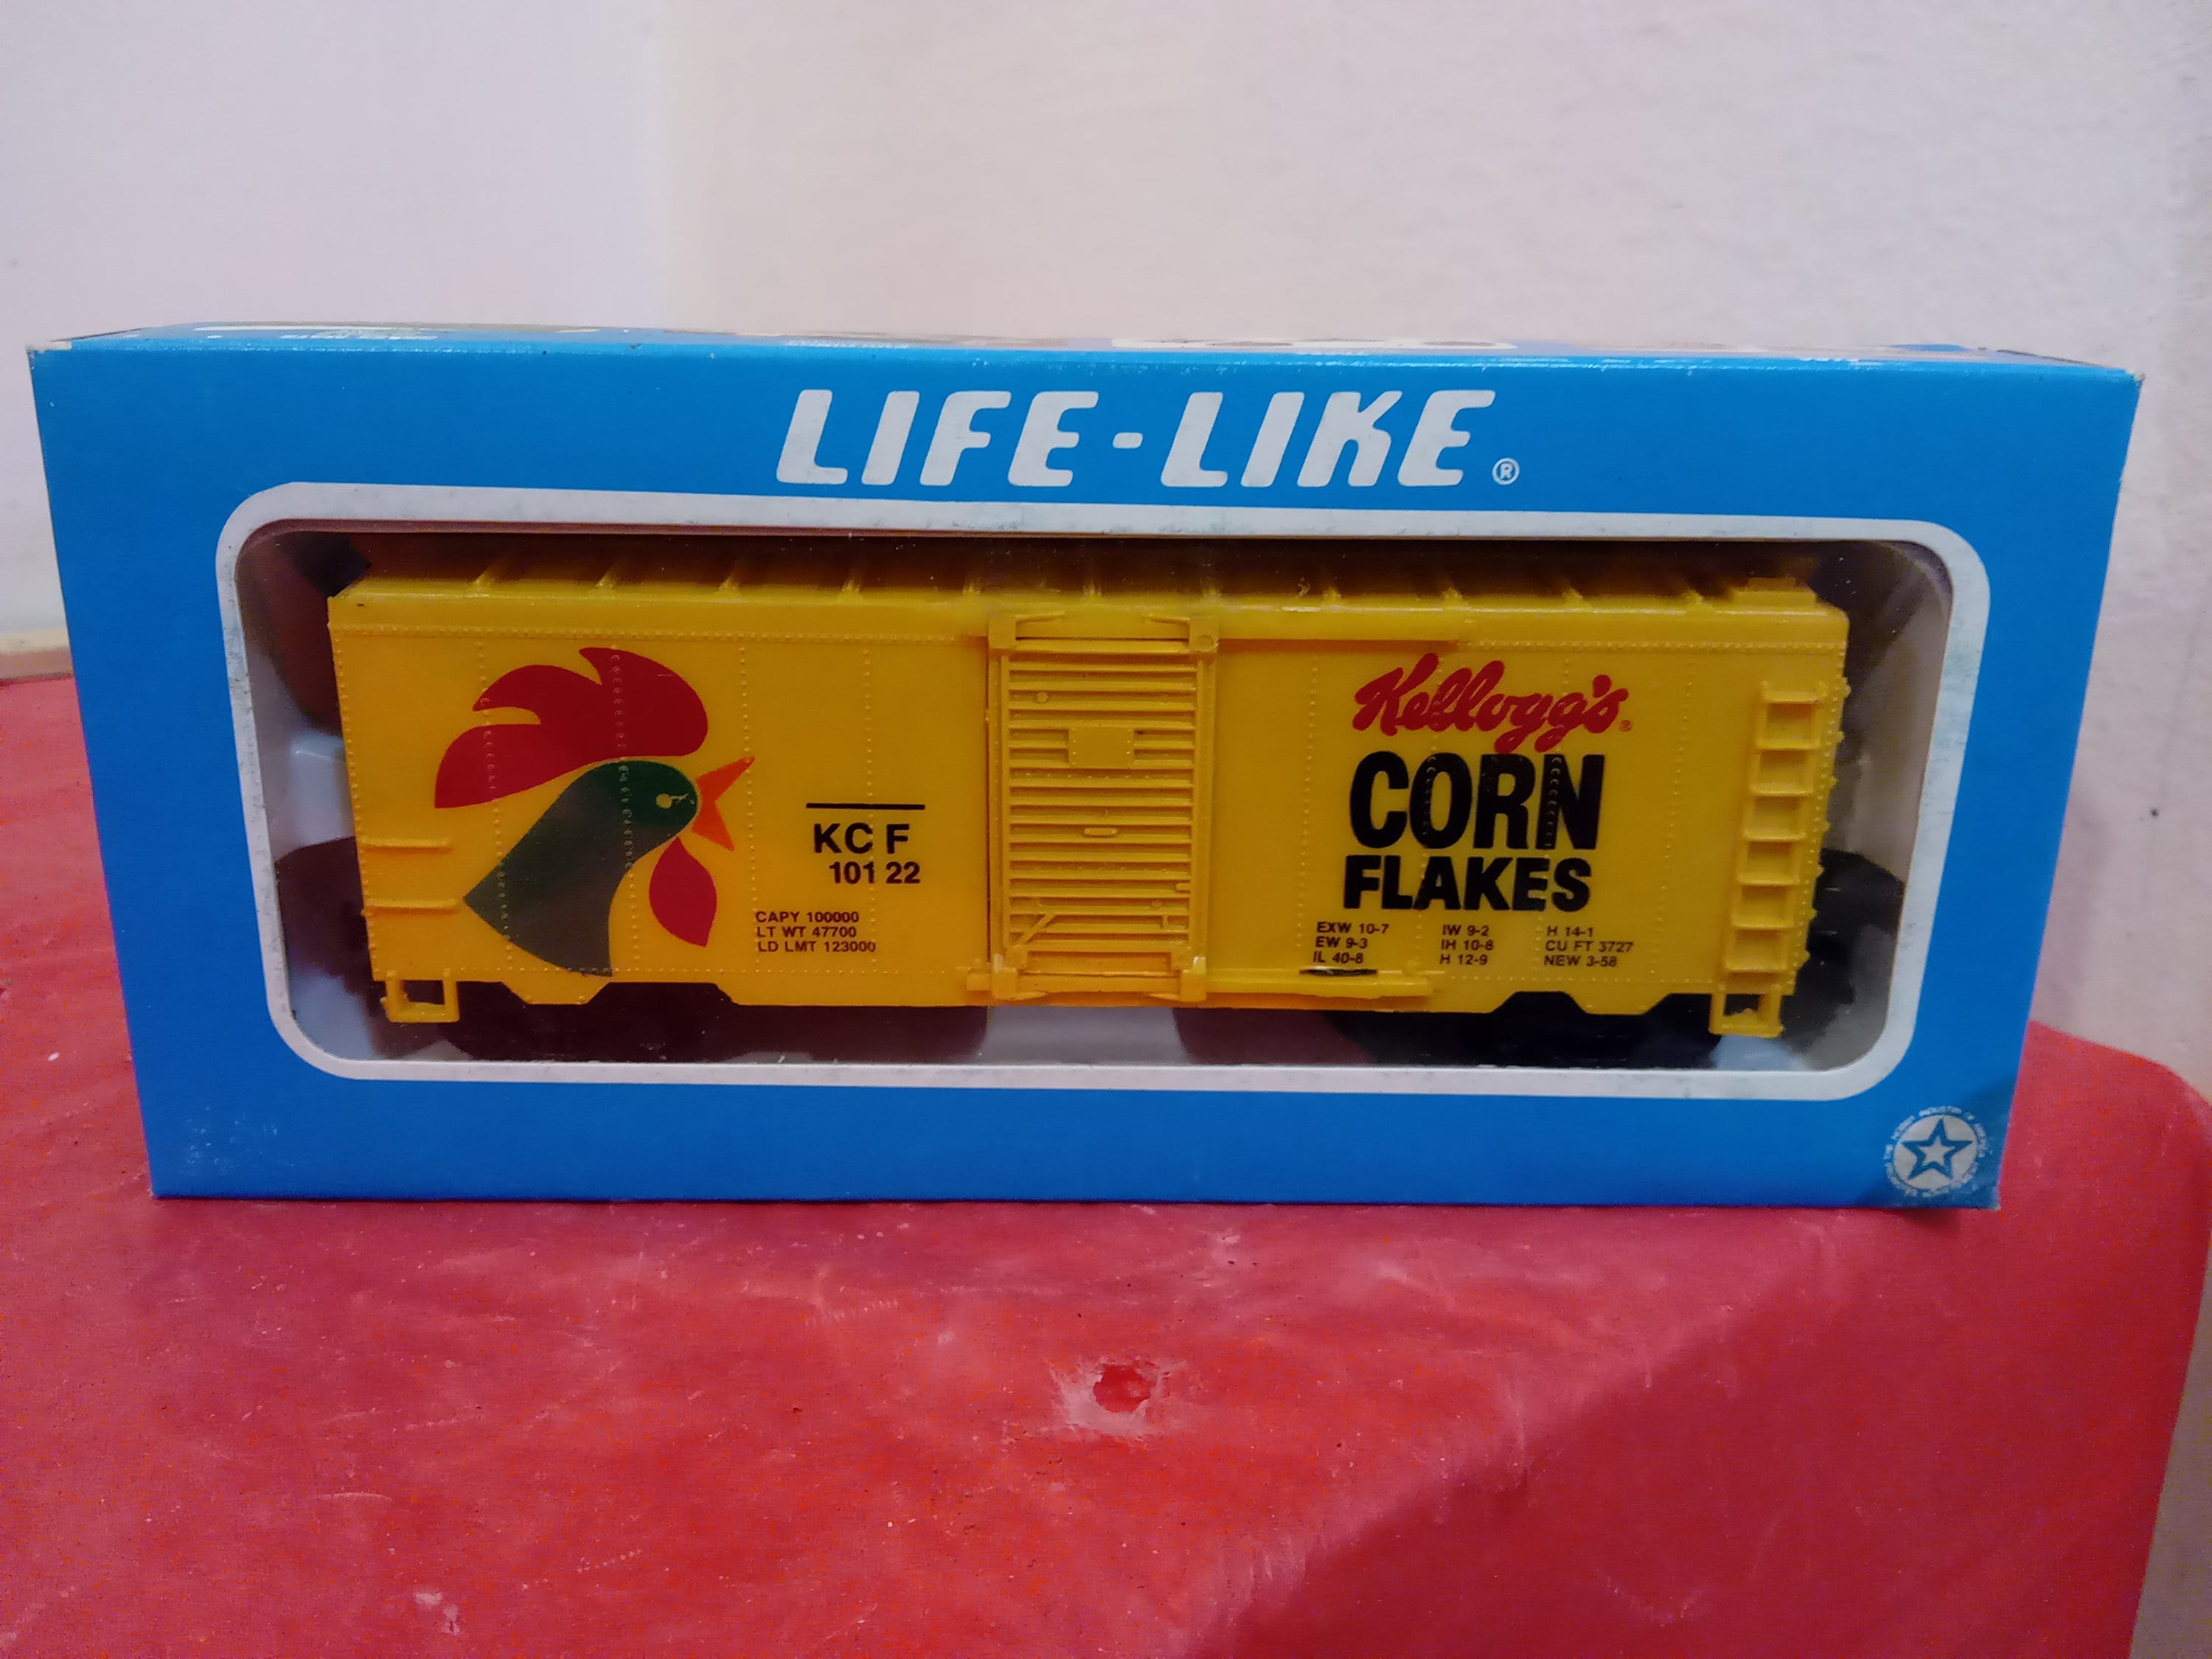 LIFE-LIKE®
KCF
10122
CAPY 100000
LT WT 47700
LD LMT 123000
Kellogg's®
CORN
FLAKES
EXW 10-7 IW 9-2 H 14-1
EW 9-3 IH 10-8 CU FT 3727
IL 40-8 H 12-9 NEW 3-58